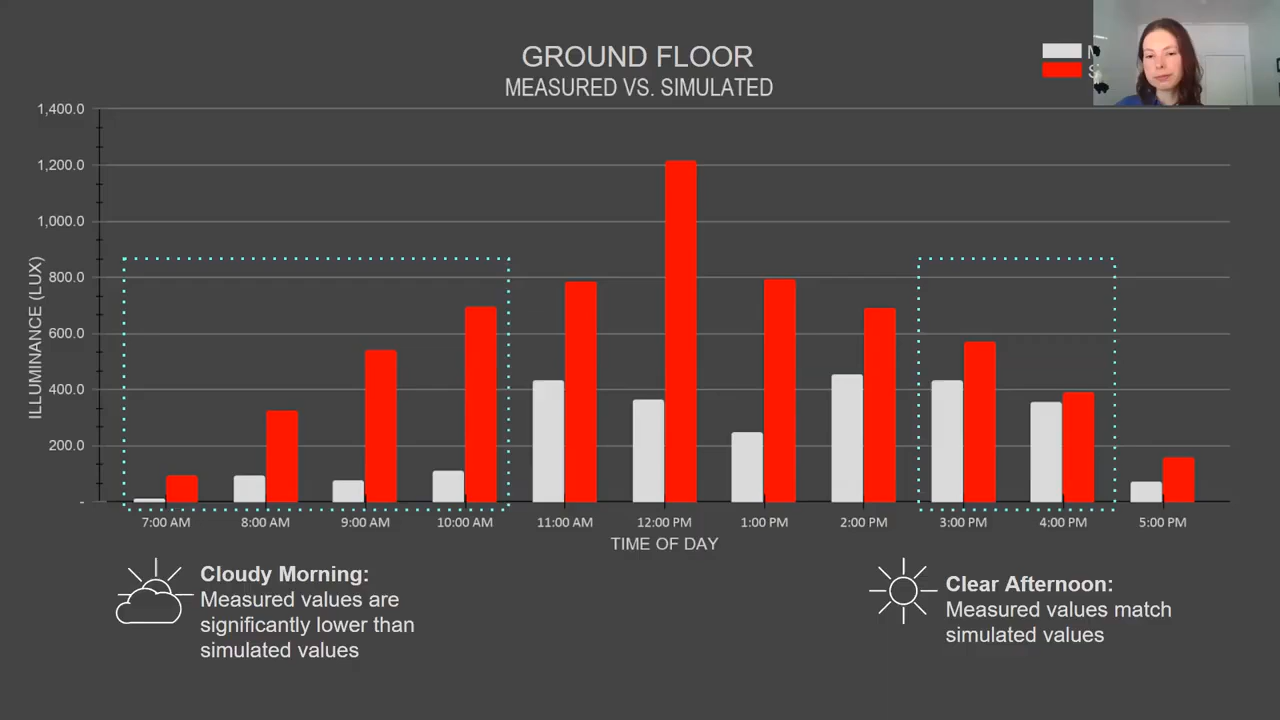 GROUND FLOOR
MEASURED VS. SIMULATED
1,400.0
1,200.0
1,000.0
800.0
600.0
400.0
200.0
-
ILLUMINANCE (LUX)
7:00 AM 8:00 AM 9:00 AM 10:00 AM 11:00 AM 12:00 PM 1:00 PM 2:00 PM 3:00 PM 4:00 PM 5:00 PM
TIME OF DAY
Cloudy Morning:
Measured values are
significantly lower than
simulated values
Clear Afternoon:
Measured values match
simulated values